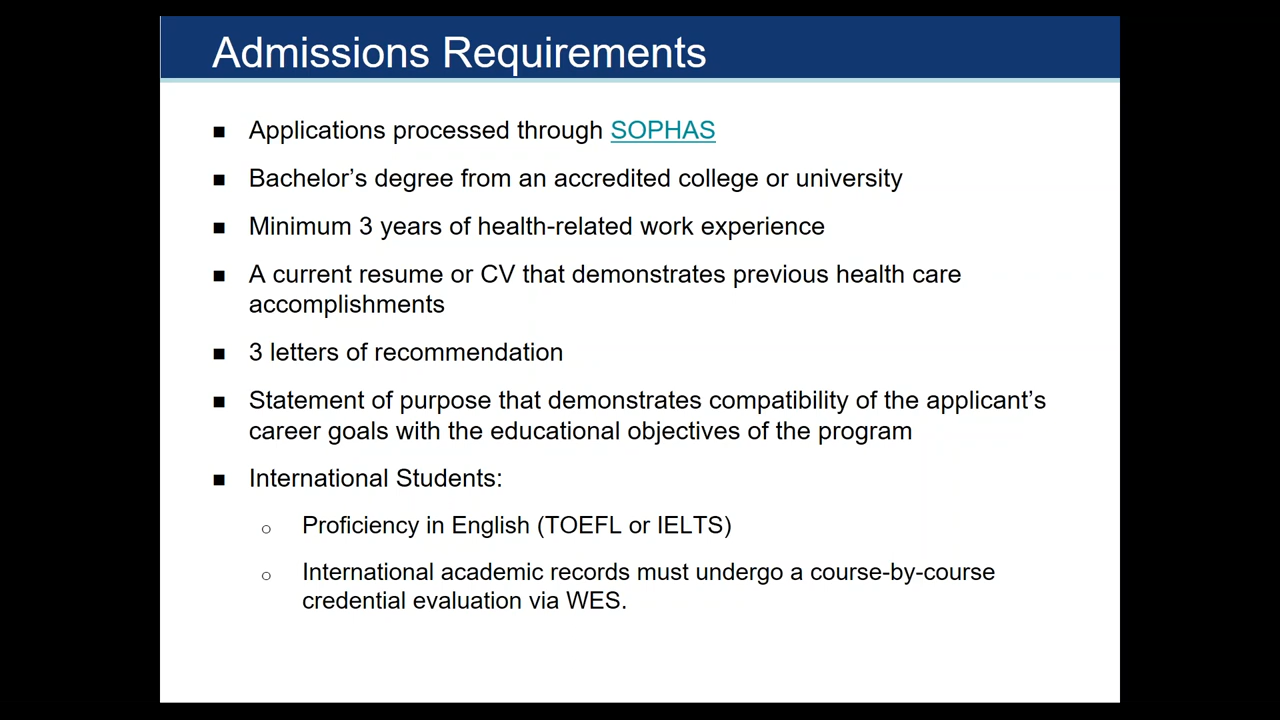 Admissions Requirements
■ Applications processed through SOPHAS
■ Bachelor’s degree from an accredited college or university
■ Minimum 3 years of health-related work experience
■ A current resume or CV that demonstrates previous health care
accomplishments
■ 3 letters of recommendation
■ Statement of purpose that demonstrates compatibility of the applicant’s
career goals with the educational objectives of the program
■ International Students:
○ Proficiency in English (TOEFL or IELTS)
○ International academic records must undergo a course-by-course
credential evaluation via WES.